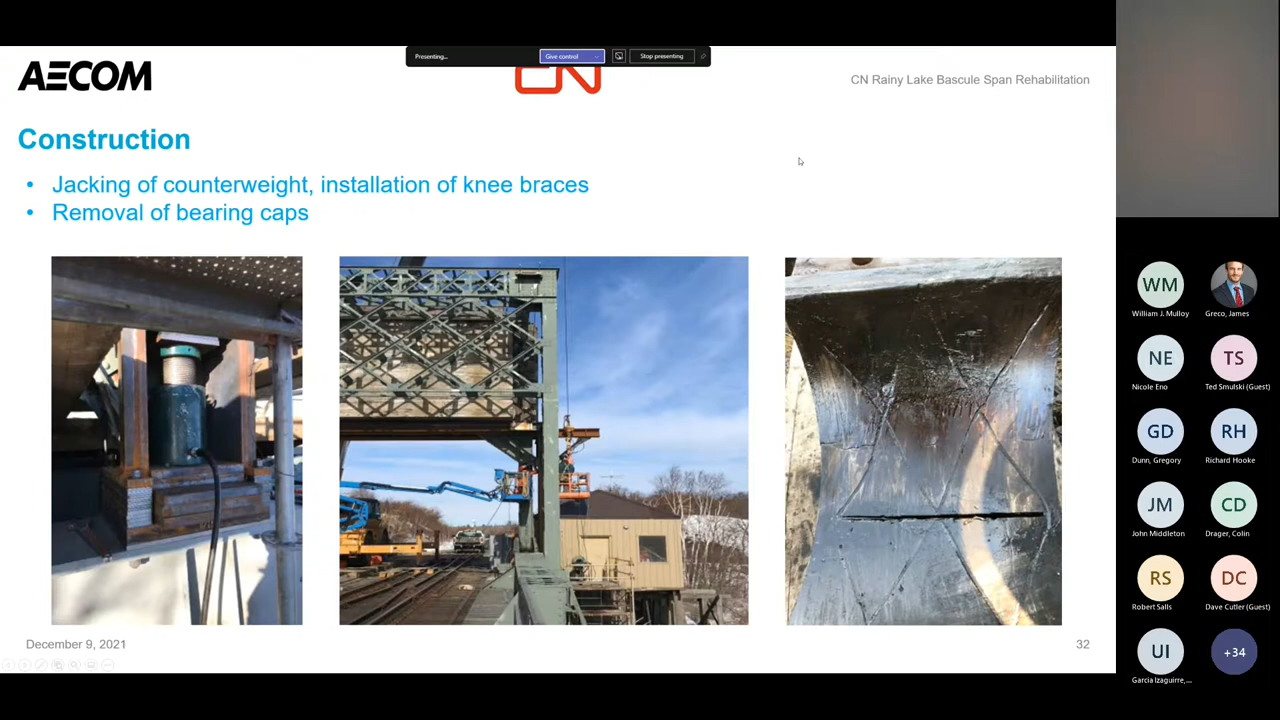 Presenting...
Give control
Stop presenting
AECOM
CN
CN Rainy Lake Bascule Span Rehabilitation
Construction
• Jacking of counterweight, installation of knee braces
• Removal of bearing caps
December 9, 2021
32
WM
William J. Mulloy
Greco, James
NE
Nicole Eno
TS
Ted Smulski (Guest)
GD
Dunn, Gregory
RH
Richard Hooke
JM
John Middleton
CD
Drager, Colin
RS
Robert Salls
DC
Dave Cutler (Guest)
UI
Garcia Izaguirre,...
+34